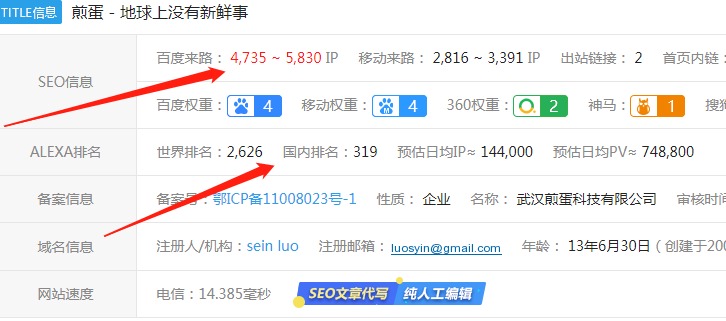 TITLE信息 煎蛋 - 地球上没有新鲜事
SEO信息 百度来路: 4,735 ~ 5,830 IP 移动来路: 2,816 ~ 3,391 IP 出站链接: 2 首页内链:
百度权重: 4 移动权重: 4 360权重: 2 神马: 1 搜狗
ALEXA排名 世界排名:2,626 国内排名:319 预估日均IP≈ 144,000 预估日均PV≈ 748,800
备案信息 备案号:鄂ICP备11008023号-1 性质: 企业 名称: 武汉煎蛋科技有限公司 审核时间
域名信息 注册人/机构:sein luo 注册邮箱: luosyin@gmail.com 年龄: 13年6月30日 (创建于200
网站速度 电信:14.385毫秒 SEO文章代写 纯人工编辑